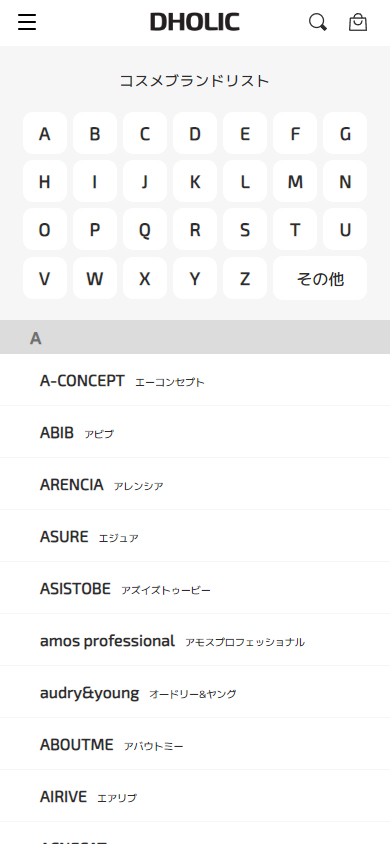 DHOLIC
コスメブランドリスト
A B C D E F G
H I J K L M N
O P Q R S T U
V W X Y Z その他
A
A-CONCEPT エーコンセプト
ABIB アビブ
ARENCIA アレンシア
ASURE エジュア
ASISTOBE アズイズトゥービー
amos professional アモスプロフェッショナル
audry&young オードリー&ヤング
ABOUTME アバウトミー
AIRIVE エアリブ